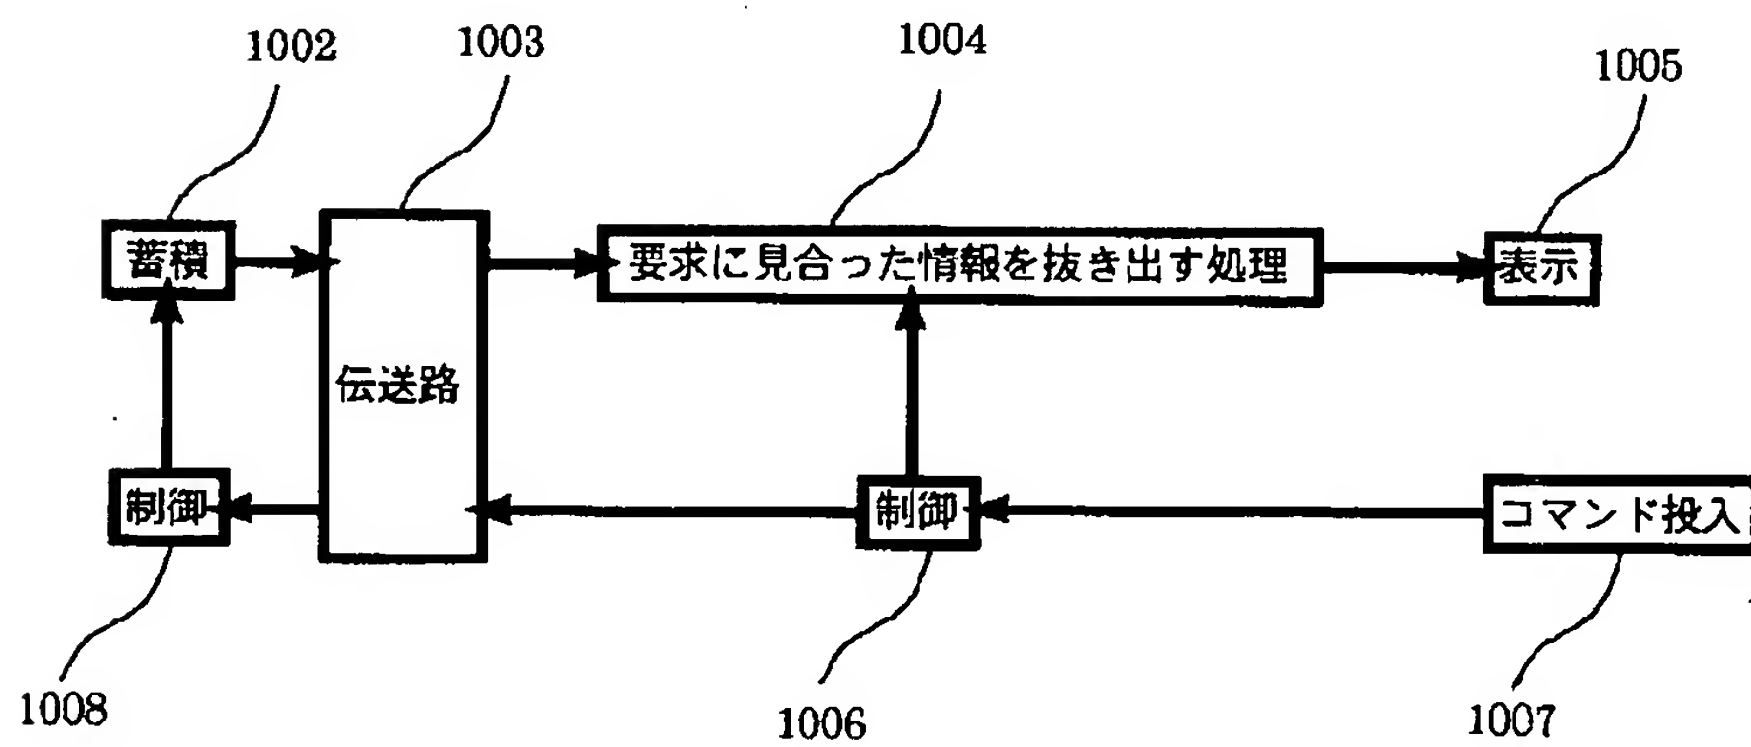 1002
1003
1004
1005
蓄積
要求に見合った情報を抜き出す処理
表示
伝送路
制御
制御
コマンド投入
1008
1006
1007